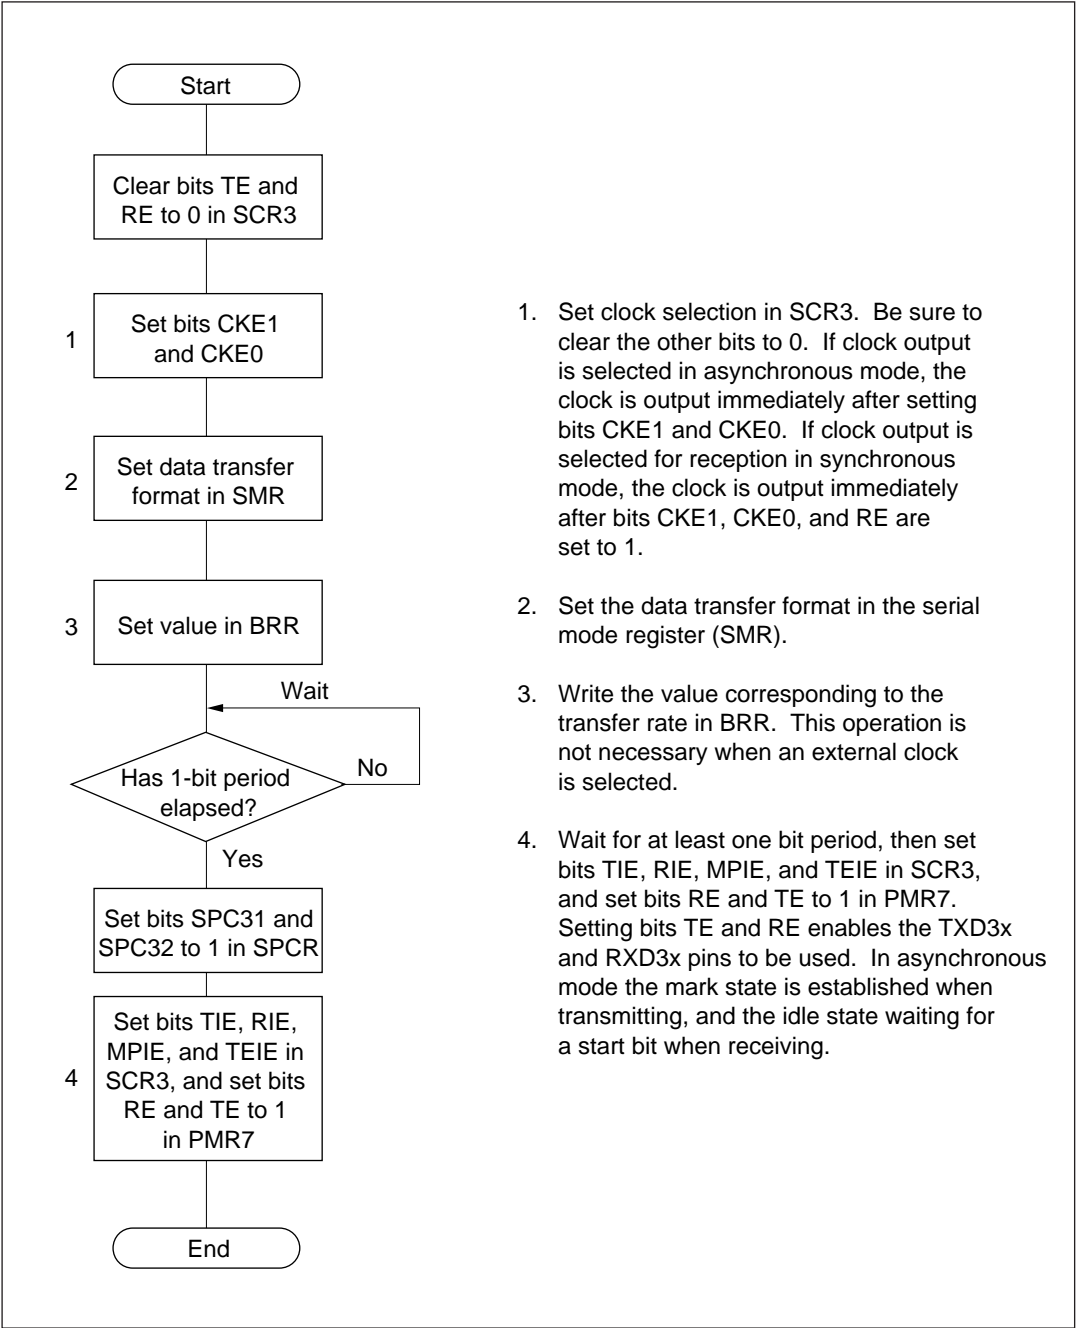 Start
Clear bits TE and
RE to 0 in SCR3
1
Set bits CKE1
and CKE0
2
Set data transfer
format in SMR
3
Set value in BRR
Wait
Has 1-bit period
elapsed?
No
Yes
Set bits SPC31 and
SPC32 to 1 in SPCR
4
Set bits TIE, RIE,
MPIE, and TEIE in
SCR3, and set bits
RE and TE to 1
in PMR7
End
1. Set clock selection in SCR3. Be sure to
clear the other bits to 0. If clock output
is selected in asynchronous mode, the
clock is output immediately after setting
bits CKE1 and CKE0. If clock output is
selected for reception in synchronous
mode, the clock is output immediately
after bits CKE1, CKE0, and RE are
set to 1.
2. Set the data transfer format in the serial
mode register (SMR).
3. Write the value corresponding to the
transfer rate in BRR. This operation is
not necessary when an external clock
is selected.
4. Wait for at least one bit period, then set
bits TIE, RIE, MPIE, and TEIE in SCR3,
and set bits RE and TE to 1 in PMR7.
Setting bits TE and RE enables the TXD3x
and RXD3x pins to be used. In asynchronous
mode the mark state is established when
transmitting, and the idle state waiting for
a start bit when receiving.